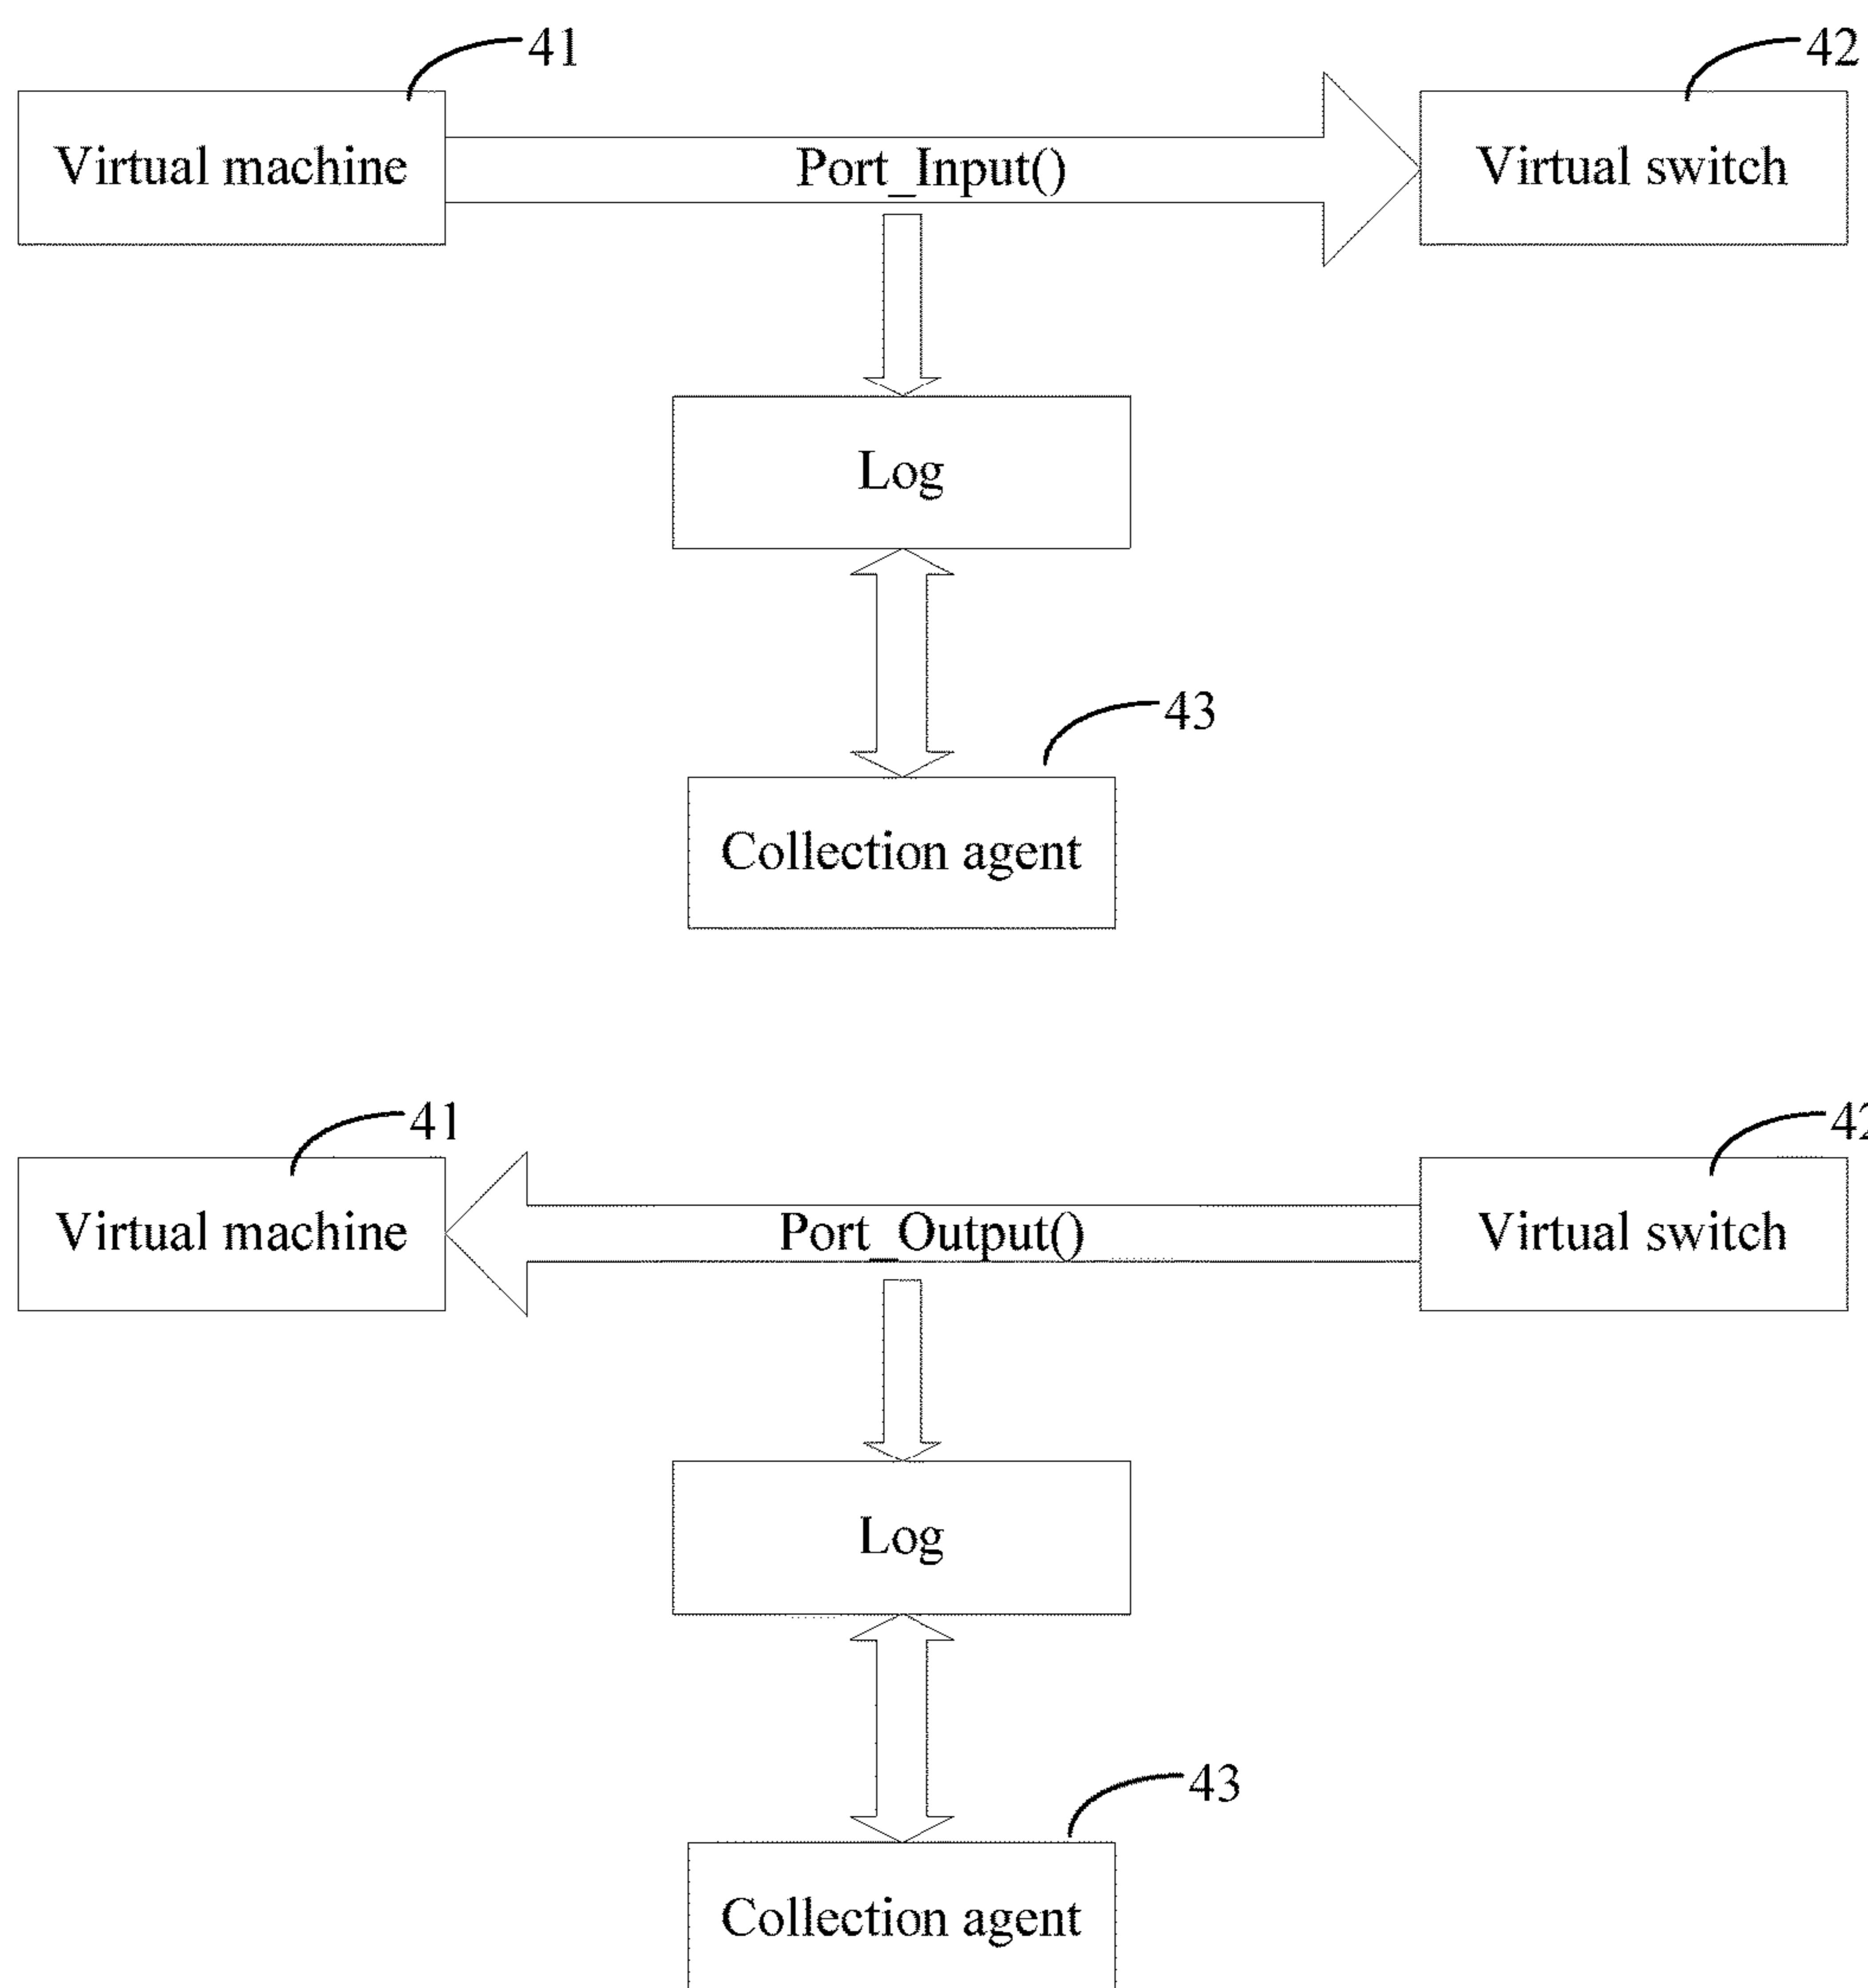 41
42
Virtual machine
Port_Input()
Virtual switch
Log
43
Collection agent
41
42
Virtual machine
Port_Output()
Virtual switch
Log
43
Collection agent